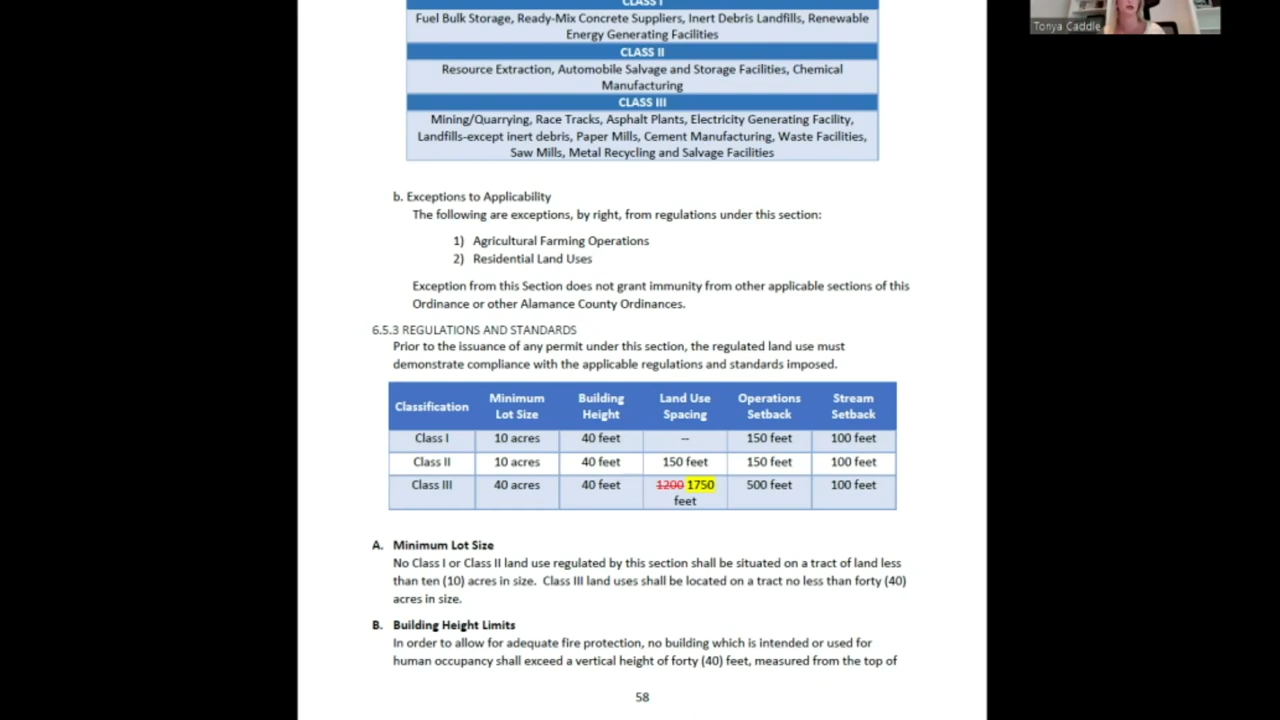 CLASS I
Fuel Bulk Storage, Ready-Mix Concrete Suppliers, Inert Debris Landfills, Renewable
Energy Generating Facilities
CLASS II
Resource Extraction, Automobile Salvage and Storage Facilities, Chemical
Manufacturing
CLASS III
Mining/Quarrying, Race Tracks, Asphalt Plants, Electricity Generating Facility,
Landfills-except inert debris, Paper Mills, Cement Manufacturing, Waste Facilities,
Saw Mills, Metal Recycling and Salvage Facilities
Tonya Caddle
b. Exceptions to Applicability
The following are exceptions, by right, from regulations under this section:
1) Agricultural Farming Operations
2) Residential Land Uses
Exception from this Section does not grant immunity from other applicable sections of this
Ordinance or other Alamance County Ordinances.
6.5.3 REGULATIONS AND STANDARDS
Prior to the issuance of any permit under this section, the regulated land use must
demonstrate compliance with the applicable regulations and standards imposed.
Classification Minimum Lot Size Building Height Land Use Spacing Operations Setback Stream Setback
Class I 10 acres 40 feet -- 150 feet 100 feet
Class II 10 acres 40 feet 150 feet 150 feet 100 feet
Class III 40 acres 40 feet 1200 1750 feet 500 feet 100 feet
A. Minimum Lot Size
No Class I or Class II land use regulated by this section shall be situated on a tract of land less
than ten (10) acres in size. Class III land uses shall be located on a tract no less than forty (40)
acres in size.
B. Building Height Limits
In order to allow for adequate fire protection, no building which is intended or used for
human occupancy shall exceed a vertical height of forty (40) feet, measured from the top of
58